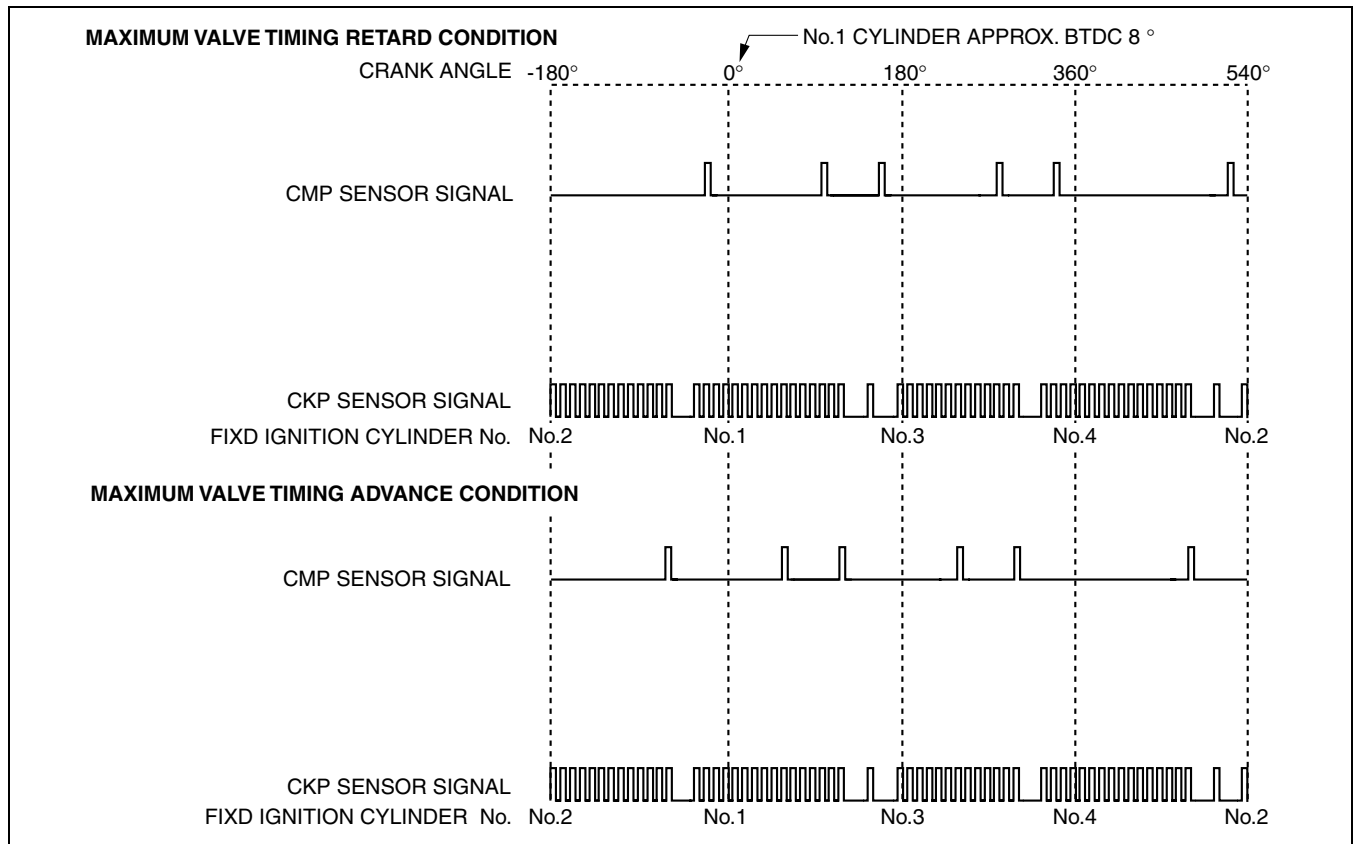 MAXIMUM VALVE TIMING RETARD CONDITION
No.1 CYLINDER APPROX. BTDC 8 °
CRANK ANGLE -180° 0° 180° 360° 540°
CMP SENSOR SIGNAL
CKP SENSOR SIGNAL
FIXD IGNITION CYLINDER No. No.2 No.1 No.3 No.4 No.2
MAXIMUM VALVE TIMING ADVANCE CONDITION
CMP SENSOR SIGNAL
CKP SENSOR SIGNAL
FIXD IGNITION CYLINDER No. No.2 No.1 No.3 No.4 No.2